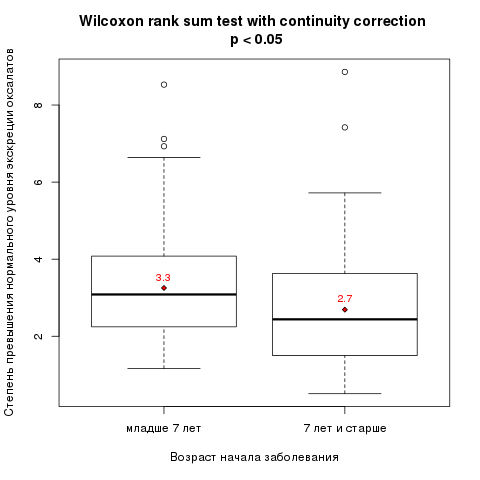 Wilcoxon rank sum test with continuity correction
p < 0.05
Степень превышения нормального уровня экскреции оксалатов
8
6
4
2
3.3
2.7
младше 7 лет
7 лет и старше
Возраст начала заболевания